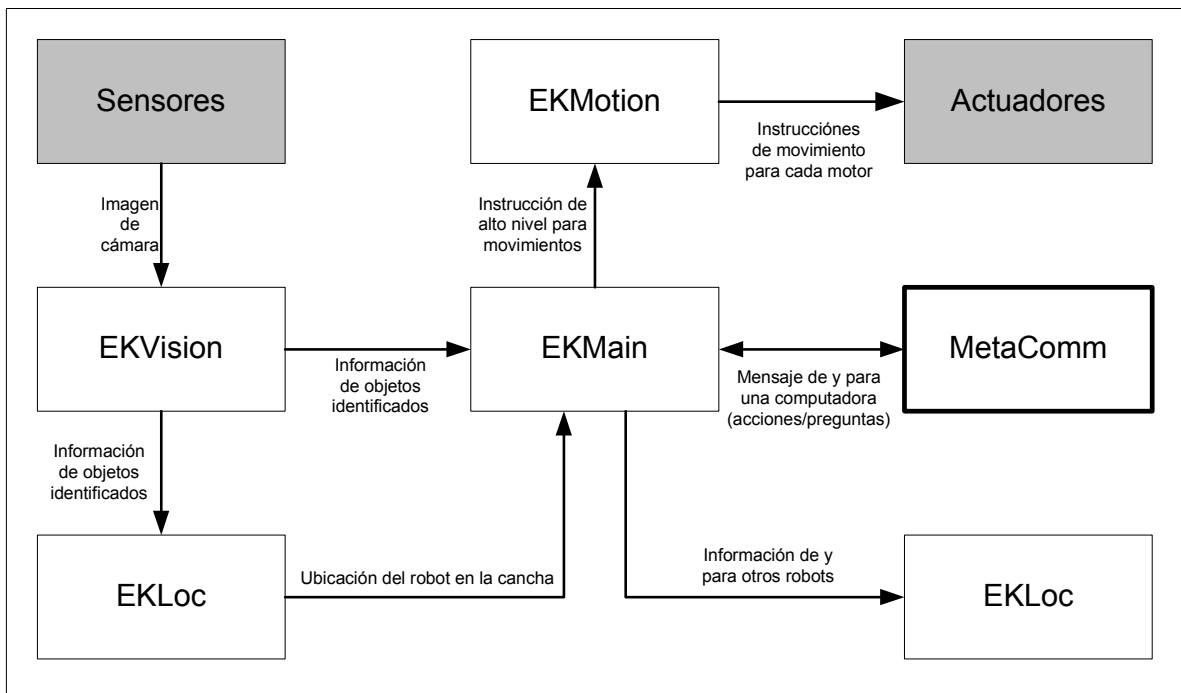 Sensores
EKMotion
Actuadores
Instrucciónes
de movimiento
para cada motor
Imagen
de
cámara
Instrucción de
alto nivel para
movimientos
EKVision
EKMain
MetaComm
Información
de objetos
identificados
Mensaje de y para
una computadora
(acciones/preguntas)
Información
de objetos
identificados
EKLoc
Ubicación del robot en la cancha
Información de y
para otros robots
EKLoc